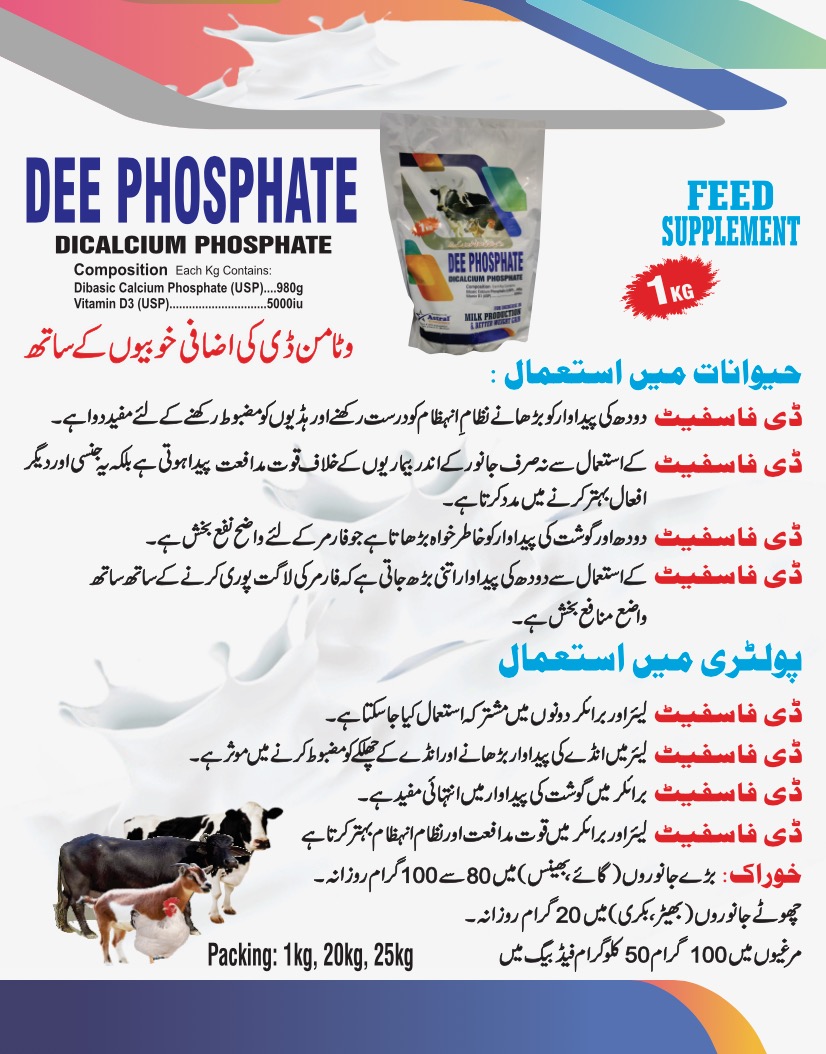 DEE PHOSPHATE
DICALCIUM PHOSPHATE
Composition Each Kg Contains:
Dibasic Calcium Phosphate (USP)....980g
Vitamin D3 (USP)..............................5000iu
وٹامن ڈی کی اضافی خوبیوں کے ساتھ
DEE PHOSPHATE
DICALCIUM PHOSPHATE
MILK PRODUCTION
& BETTER WEIGHT GAIN
FEED
SUPPLEMENT
1 KG
حیوانات میں استعمال :
ڈی فاسفیٹ دودھ کی پیداوار کو بڑھانے نظامِ انہظام کو درست رکھنے اور ہڈیوں کو مضبوط رکھنے کے لئے مفید دوا ہے۔
ڈی فاسفیٹ کے استعمال سے نہ صرف جانور کے اندر بیماریوں کے خلاف قوت مدافعت پیدا ہوتی ہے بلکہ یہ جنسی اور دیگر
افعال بہتر کرنے میں مدد کرتا ہے۔
ڈی فاسفیٹ دودھ اور گوشت کی پیداوار کو خاطر خواہ بڑھاتا ہے جو فارمر کے لئے واضح نفع بخش ہے۔
ڈی فاسفیٹ کے استعمال سے دودھ کی پیداوار اتنی بڑھ جاتی ہے کہ فارمر کی لاگت پوری کرنے کے ساتھ ساتھ
واضع منافع بخش ہے۔
پولٹری میں استعمال
ڈی فاسفیٹ لیئر اور برائلر دونوں میں مشترکہ استعمال کیا جا سکتا ہے۔
ڈی فاسفیٹ لیئر میں انڈے کی پیداوار بڑھانے اور انڈے کے چھلکے کو مضبوط کرنے میں موثر ہے۔
ڈی فاسفیٹ برائلر میں گوشت کی پیداوار میں انتہائی مفید ہے۔
ڈی فاسفیٹ لیئر اور برائلر میں قوت مدافعت اور نظام انہظام بہتر کرتا ہے
خوراک: بڑے جانوروں (گائے، بھینس) میں 80 سے 100 گرام روزانہ۔
چھوٹے جانوروں (بھیڑ، بکری) میں 20 گرام روزانہ۔
مرغیوں میں 100 گرام 50 کلوگرام فیڈ بیگ میں
Packing: 1kg, 20kg, 25kg